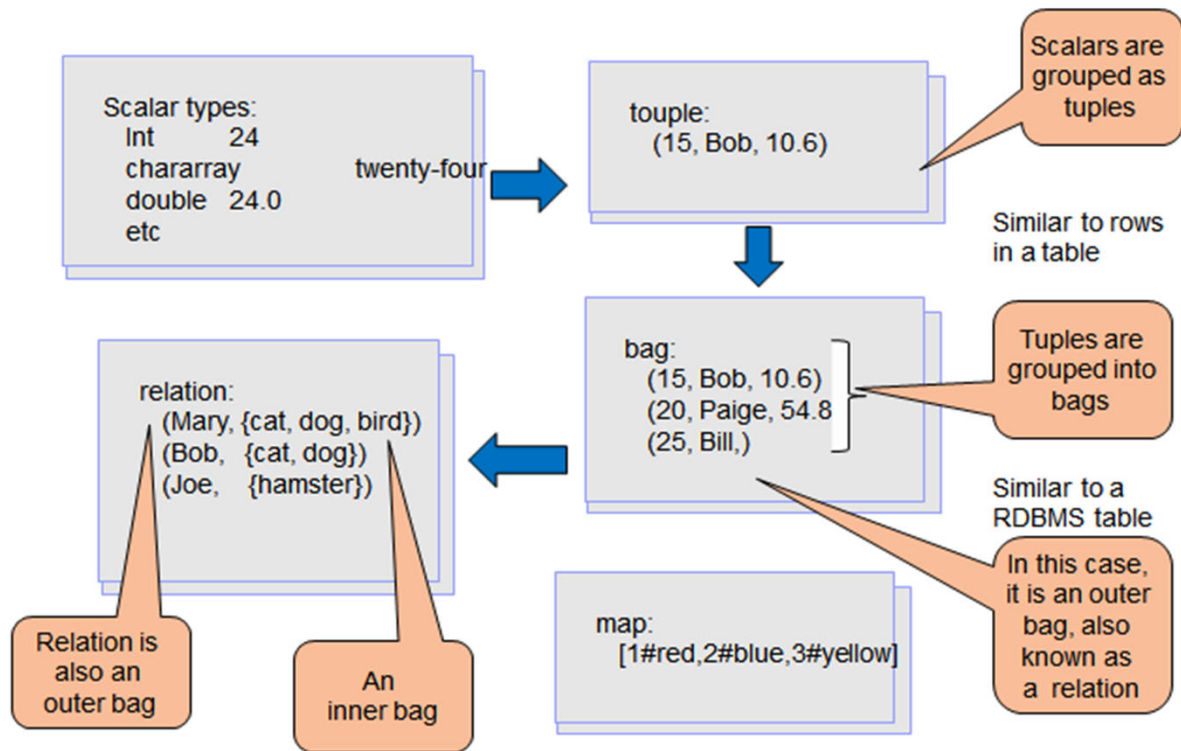 Scalar types:
Int 24
chararray twenty-four
double 24.0
etc
touple:
(15, Bob, 10.6)
Scalars are
grouped as
tuples
Similar to rows
in a table
bag:
(15, Bob, 10.6)
(20, Paige, 54.8
(25, Bill,)
Tuples are
grouped into
bags
Similar to a
RDBMS table
In this case,
it is an outer
bag, also
known as
a relation
relation:
(Mary, {cat, dog, bird})
(Bob, {cat, dog})
(Joe, {hamster})
Relation is
also an
outer bag
An
inner bag
map:
[1#red,2#blue,3#yellow]